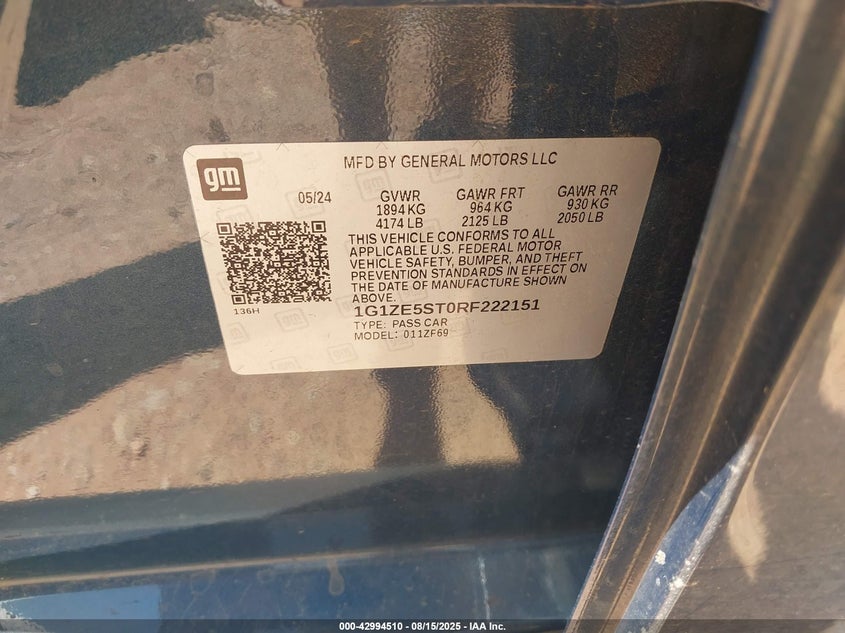 gm
MFD BY GENERAL MOTORS LLC
05/24 GVWR GAWR FRT GAWR RR
1894 KG 964 KG 930 KG
4174 LB 2125 LB 2050 LB
THIS VEHICLE CONFORMS TO ALL
APPLICABLE U.S. FEDERAL MOTOR
VEHICLE SAFETY, BUMPER, AND THEFT
PREVENTION STANDARDS IN EFFECT ON
THE DATE OF MANUFACTURE SHOWN
ABOVE.
136H
1G1ZE5ST0RF222151
TYPE: PASS CAR
MODEL: 011ZF69
000-42994510 - 08/15/2025 - IAA Inc.